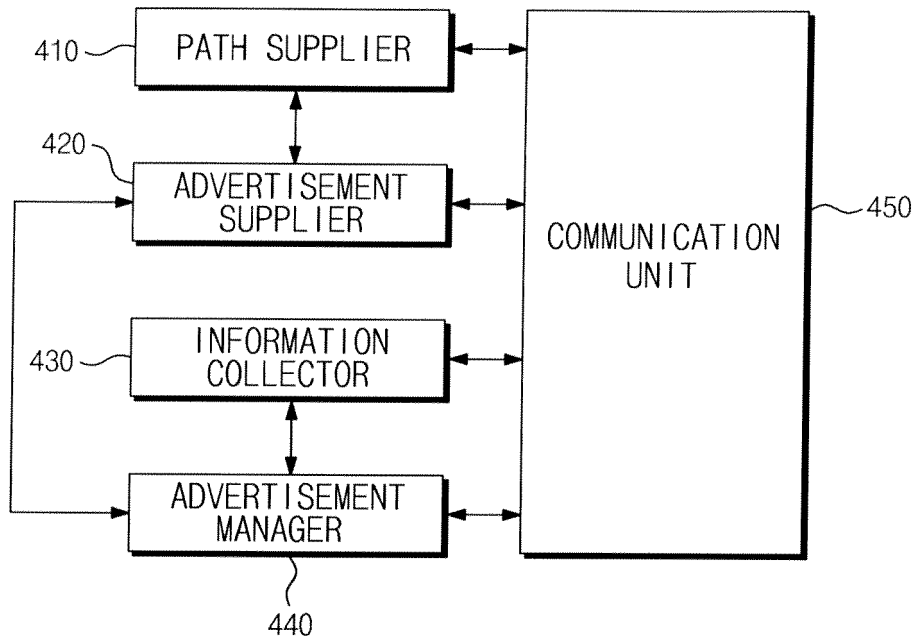 410
PATH SUPPLIER
420
ADVERTISEMENT
SUPPLIER
COMMUNICATION
UNIT
450
430
INFORMATION
COLLECTOR
ADVERTISEMENT
MANAGER
440